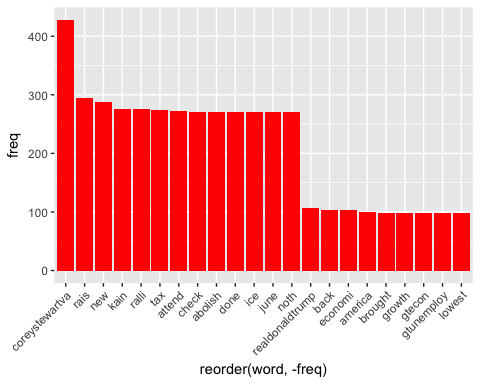 400
300
200
100
0
freq
coreystewartva
rais
new
kain
ralli
tax
attend
check
abolish
done
ice
june
noth
realdonaldtrump
back
economi
america
brought
growth
gtecon
gtunemploy
lowest
reorder(word, -freq)